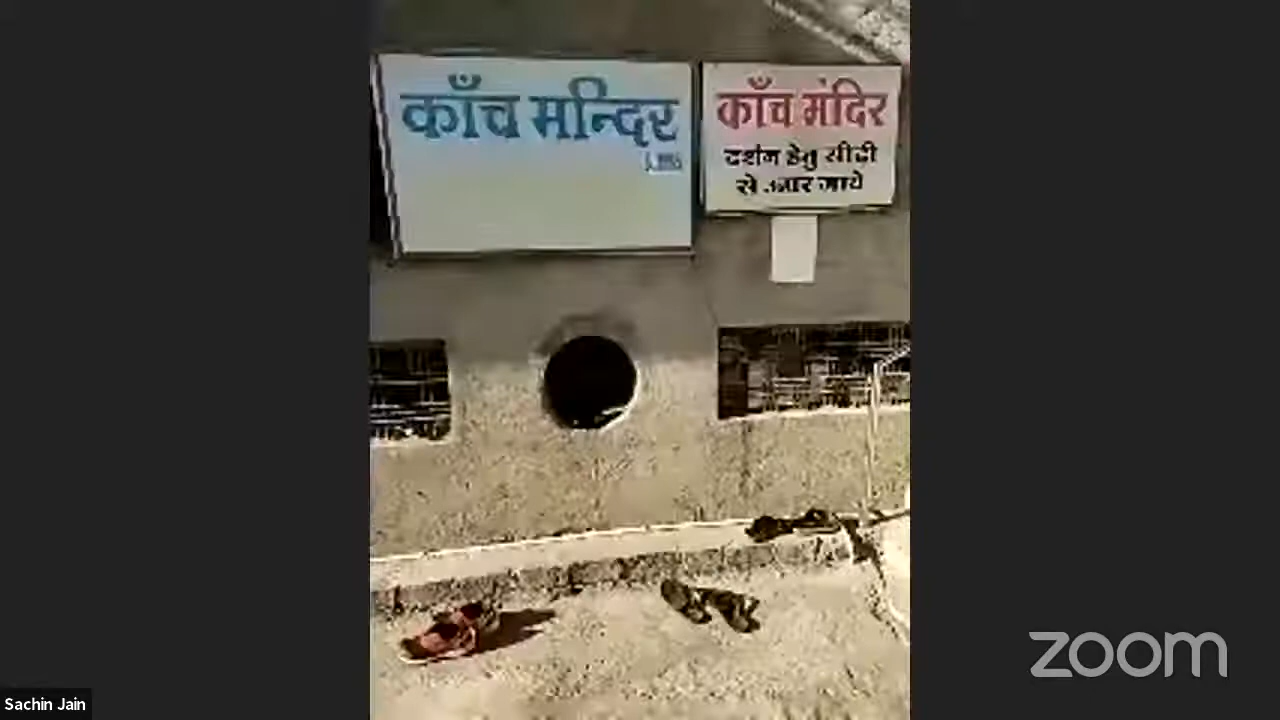 काँच मन्दिर
काँच मंदिर
दर्शन हेतु सीढ़ी
से ऊपर जाये
zoom
Sachin Jain